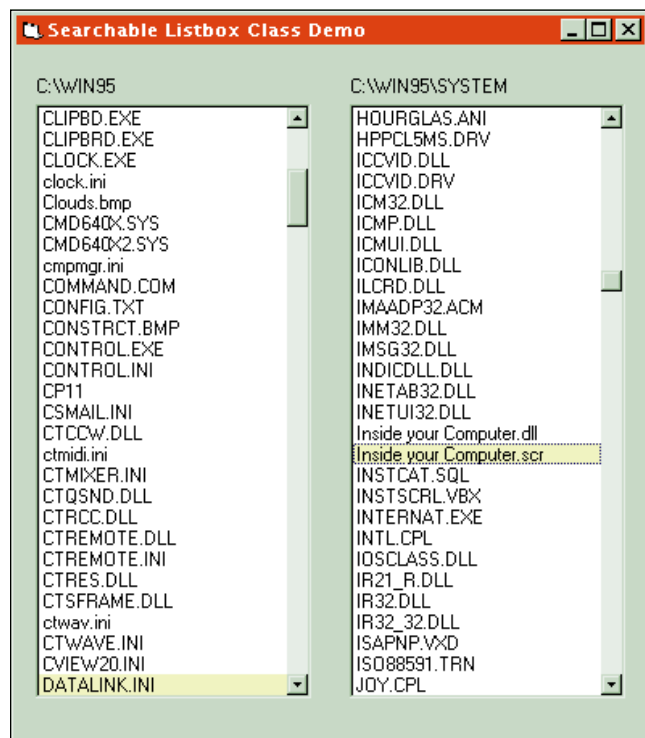 Searchable Listbox Class Demo
C:\WIN95
CLIPBD.EXE
CLIPBRD.EXE
CLOCK.EXE
clock.ini
Clouds.bmp
CMD640X.SYS
CMD640X2.SYS
cmpmgr.ini
COMMAND.COM
CONFIG.TXT
CONSTRCT.BMP
CONTROL.EXE
CONTROL.INI
CP11
CSMAIL.INI
CTCCW.DLL
ctmidi.ini
CTMIXER.INI
CTQSND.DLL
CTRCC.DLL
CTREMOTE.DLL
CTREMOTE.INI
CTRES.DLL
CTSFRAME.DLL
ctwav.ini
CTWAVE.INI
CVIEW20.INI
DATALINK.INI
C:\WIN95\SYSTEM
HOURGLAS.ANI
HPPCL5MS.DRV
ICCVID.DLL
ICCVID.DRV
ICM32.DLL
ICMP.DLL
ICMUI.DLL
ICONLIB.DLL
ILCRD.DLL
IMAADP32.ACM
IMM32.DLL
IMSG32.DLL
INDICDLL.DLL
INETAB32.DLL
INETUI32.DLL
Inside your Computer.dll
Inside your Computer.scr
INSTCAT.SQL
INSTSCRL.VBX
INTERNAT.EXE
INTL.CPL
IOSCLASS.DLL
IR21_R.DLL
IR32.DLL
IR32_32.DLL
ISAPNP.VXD
ISO88591.TRN
JOY.CPL